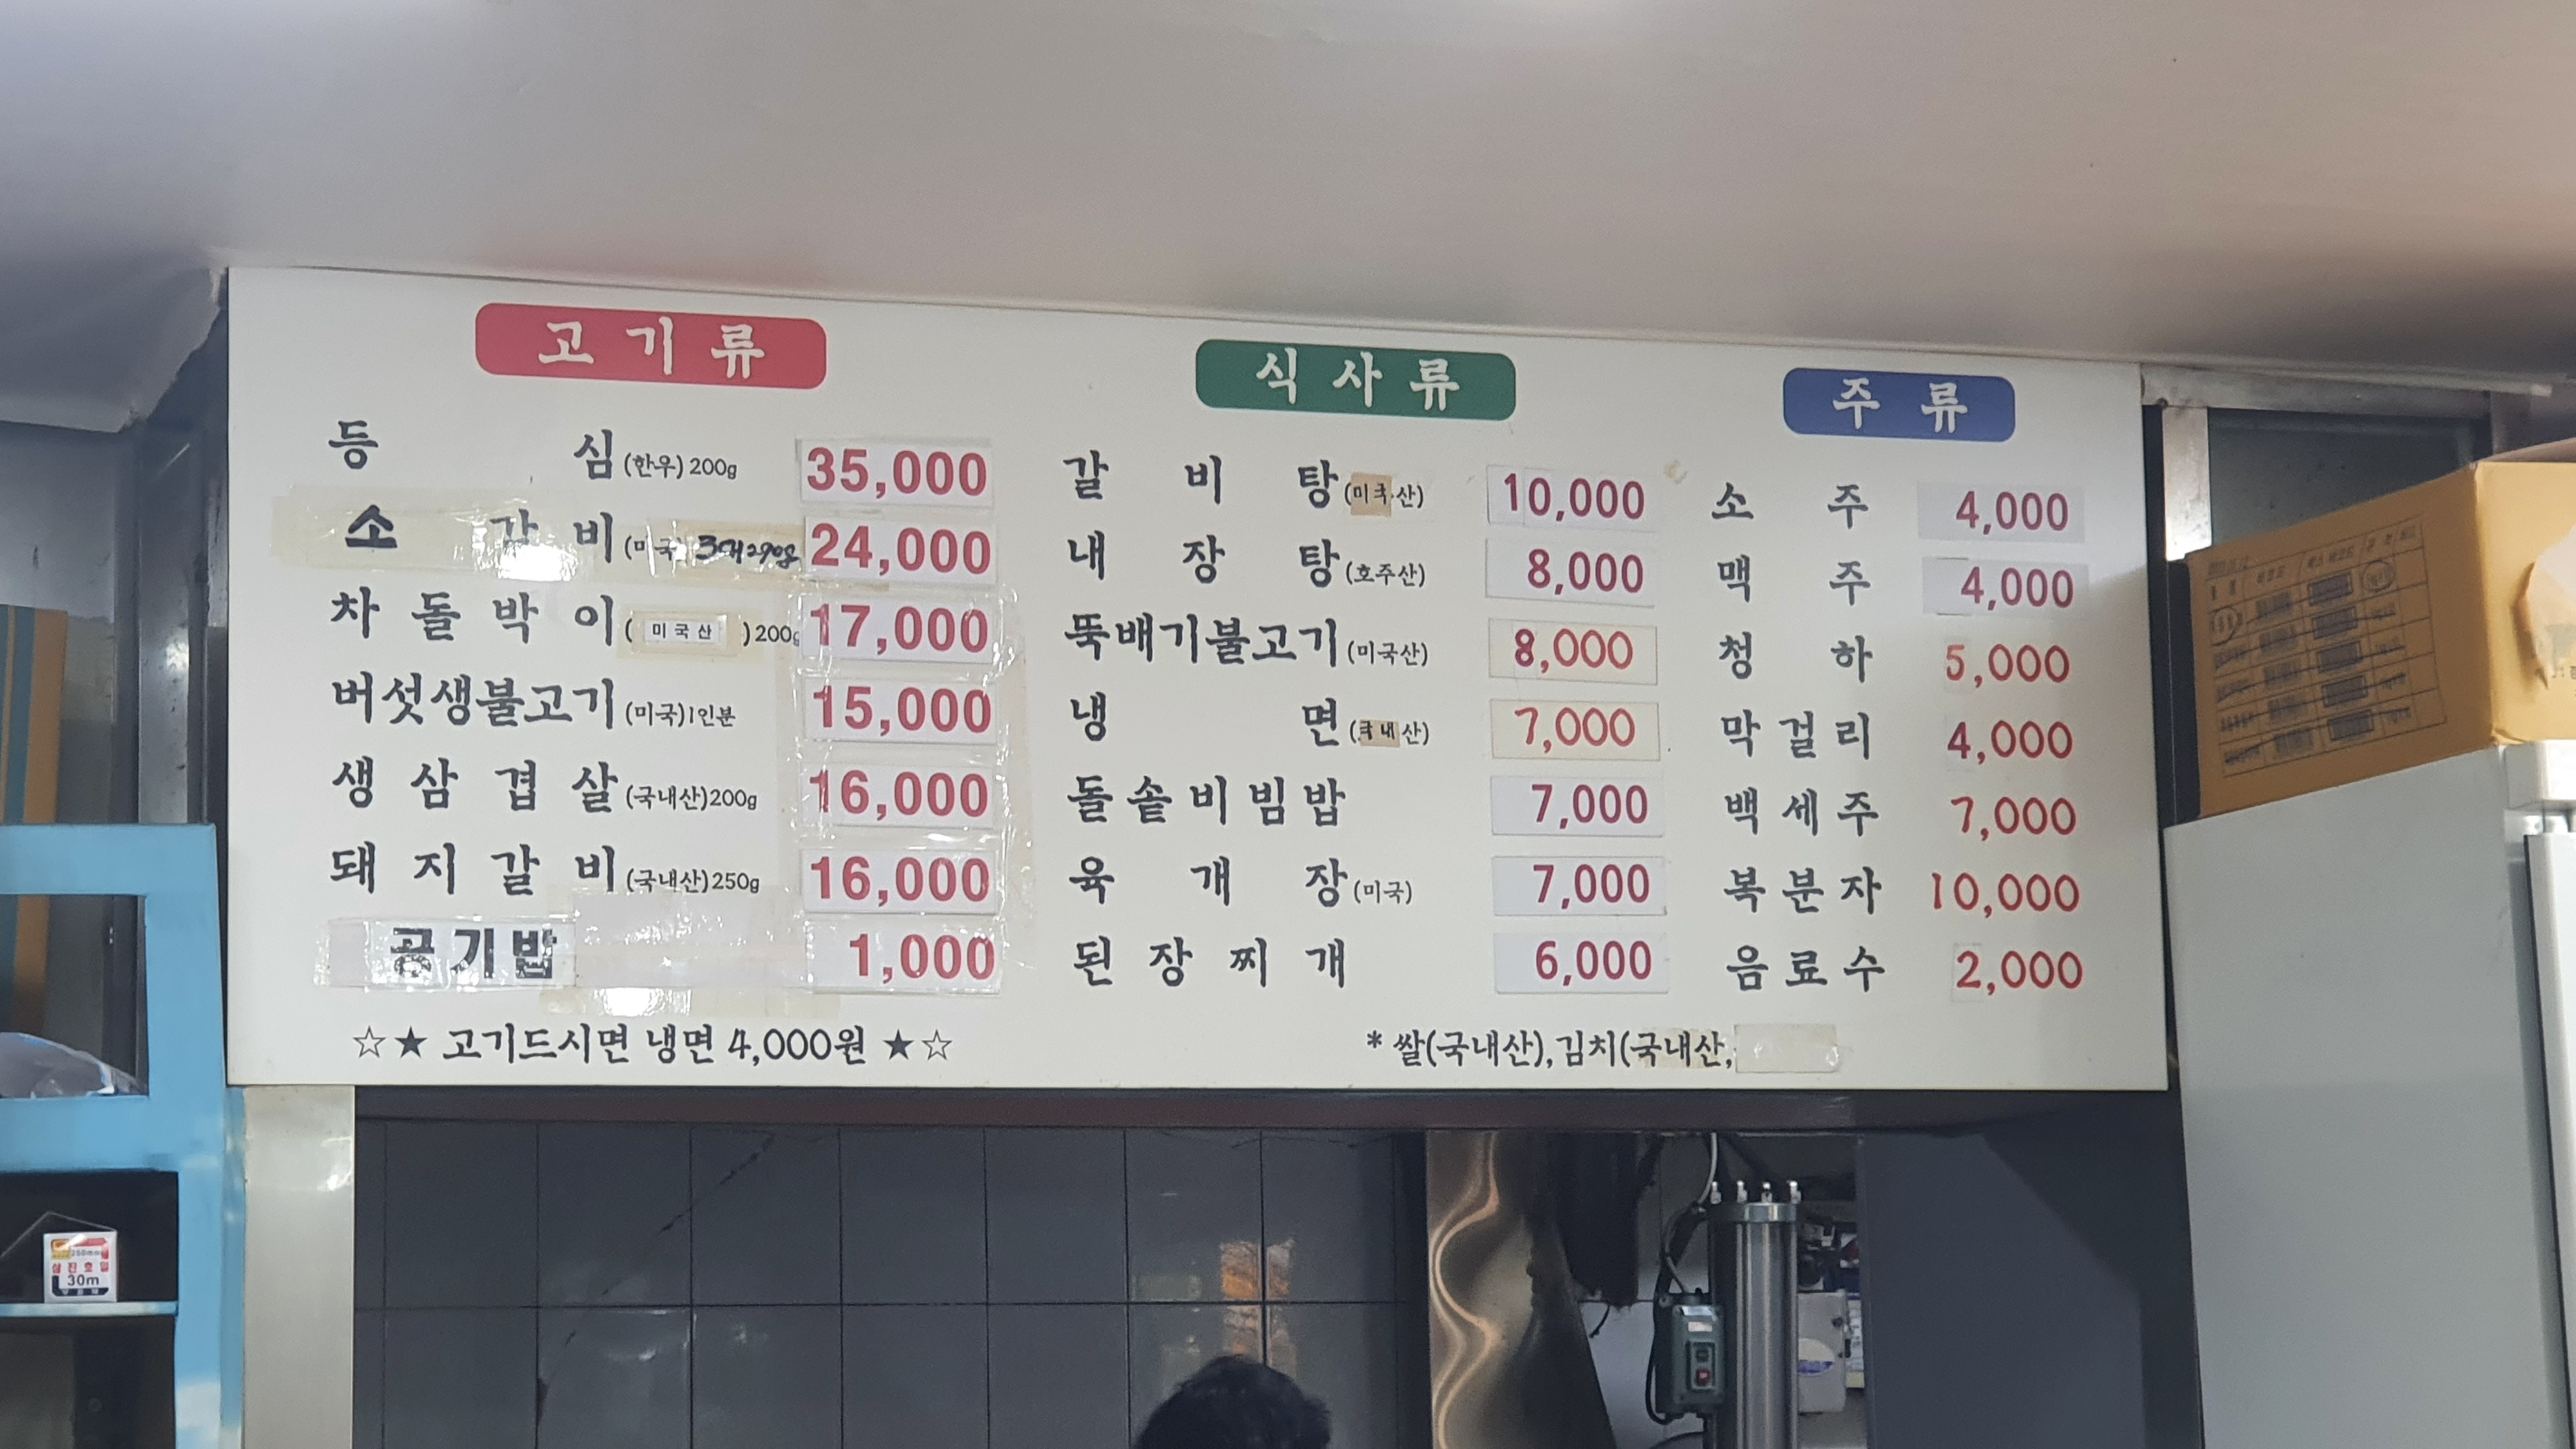 고기류
등심(한우)200g 35,000
소갈비(미국) 24,000
차돌박이(미국산)200g 17,000
버섯생불고기(미국)1인분 15,000
생삼겹살(국내산)200g 16,000
돼지갈비(국내산)250g 16,000
공기밥 1,000
☆★ 고기드시면 냉면 4,000원 ★☆
식사류
갈비탕(미국산) 10,000
내장탕(호주산) 8,000
뚝배기불고기(미국산) 8,000
냉면(국내산) 7,000
돌솥비빔밥 7,000
육개장(미국) 7,000
된장찌개 6,000
주류
소주 4,000
맥주 4,000
청하 5,000
막걸리 4,000
백세주 7,000
복분자 10,000
음료수 2,000
* 쌀(국내산),김치(국내산,
삼진호일
30m